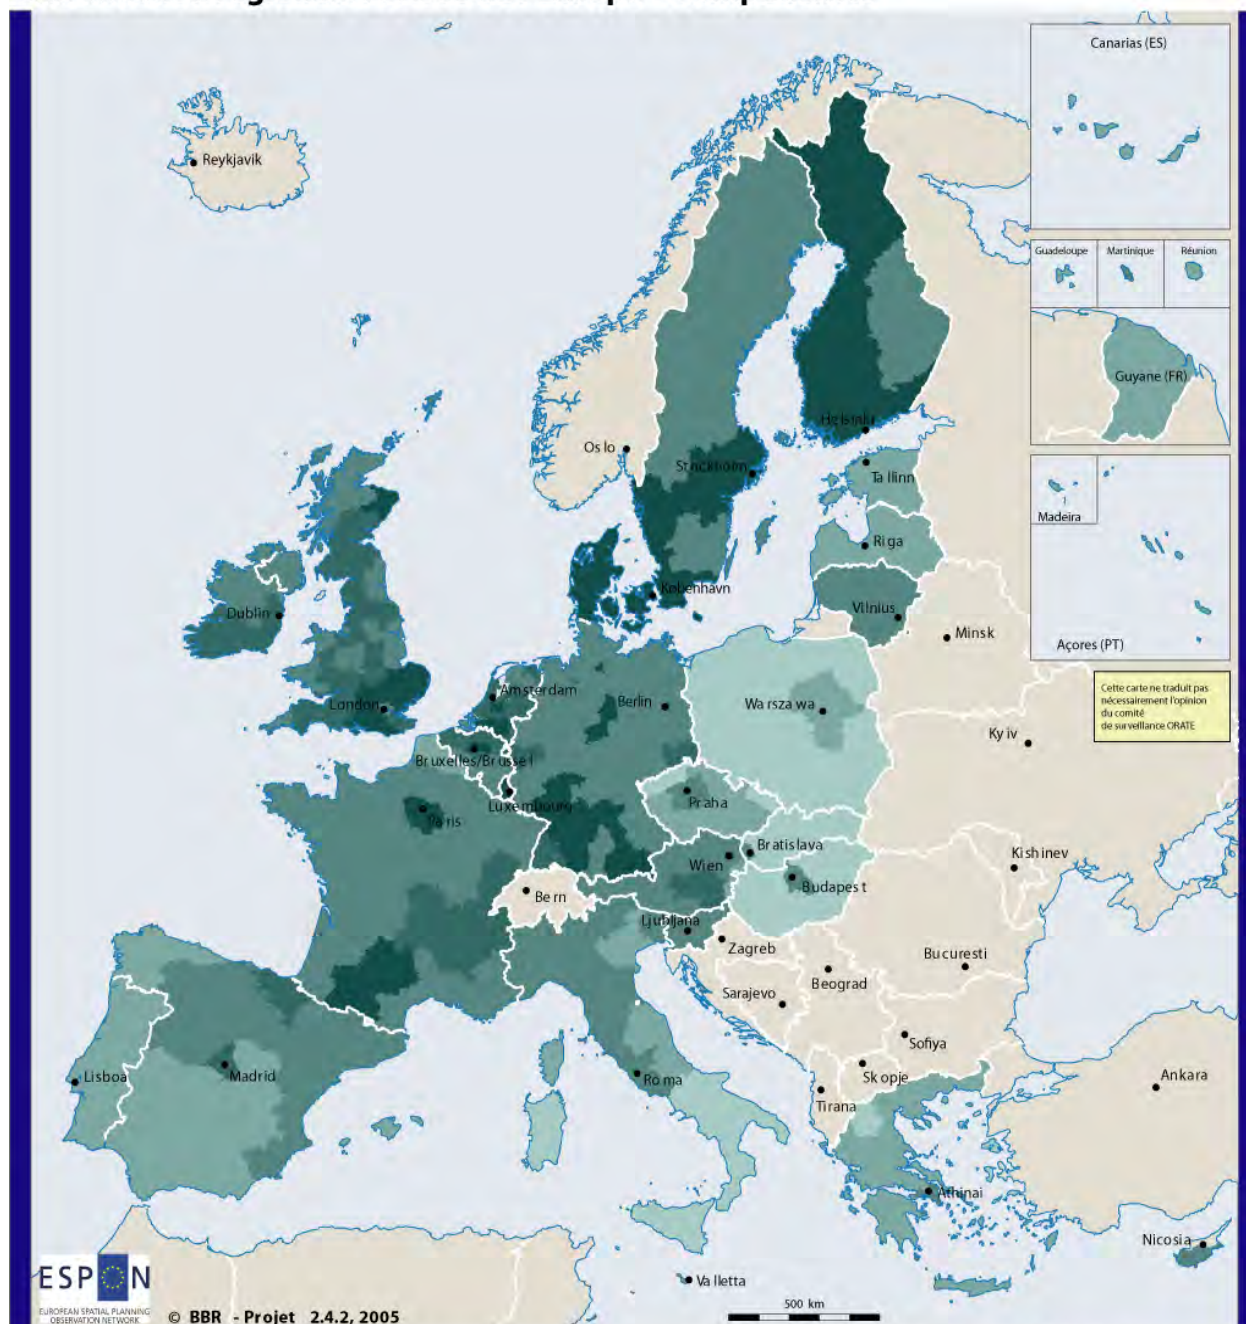 Canarias (ES)
Reykjavik
Guadeloupe
Martinique
Réunion
Guyane (FR)
Helsinki
Oslo
Stockholm
Tallinn
Madeira
Riga
København
Vilnius
Dublin
Minsk
Açores (PT)
Cette carte ne traduit pas
nécessairement l'opinion
du comité
de surveillance ORATE
Amsterdam
London
Berlin
Warszawa
Kyiv
Bruxelles/Brussel
Luxembourg
Praha
Paris
Bratislava
Kishinev
Wien
Bern
Budapest
Ljubljana
Zagreb
Bucuresti
Beograd
Sarajevo
Sofiya
Lisboa
Madrid
Roma
Skopje
Ankara
Tirana
Athinai
Nicosia
Valletta
ESPON
EUROPEAN SPATIAL PLANNING
OBSERVATION NETWORK
© BBR - Projet 2.4.2, 2005
500 km